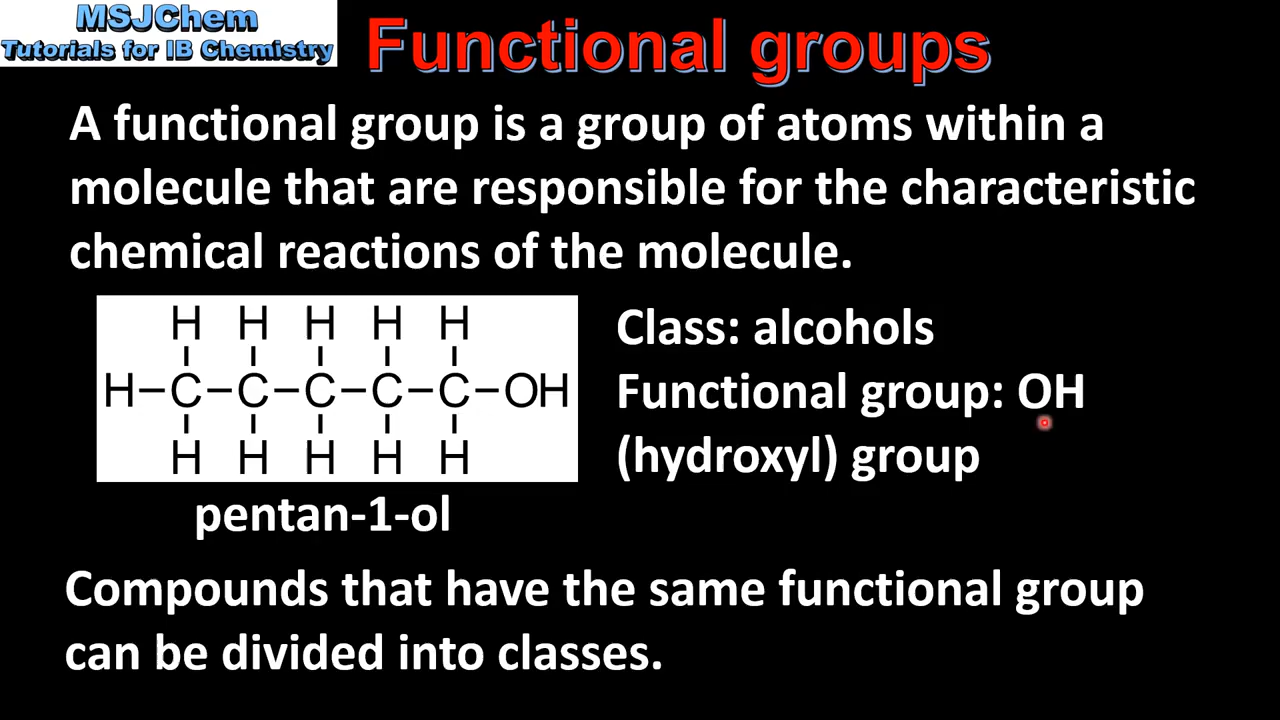 MSJChem
Tutorials for IB Chemistry
Functional groups
A functional group is a group of atoms within a
molecule that are responsible for the characteristic
chemical reactions of the molecule.
H H H H H
H–C–C–C–C–C–OH
H H H H H
pentan-1-ol
Class: alcohols
Functional group: OH
(hydroxyl) group
Compounds that have the same functional group
can be divided into classes.